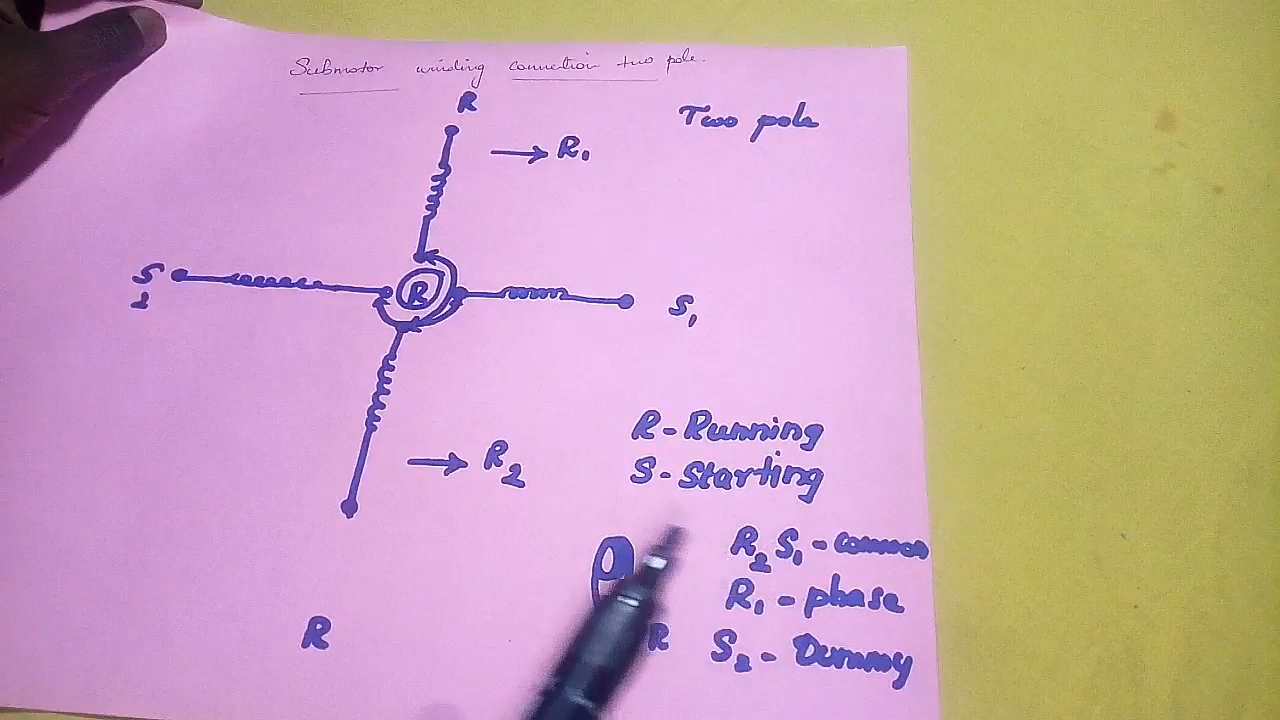 Submotor winding connection two pole.
R
Two pole
R1
S2
R
S1
R - Running
S - Starting
R2
R2 S1 - common
R1 - phase
R
R
S2 - Dummy